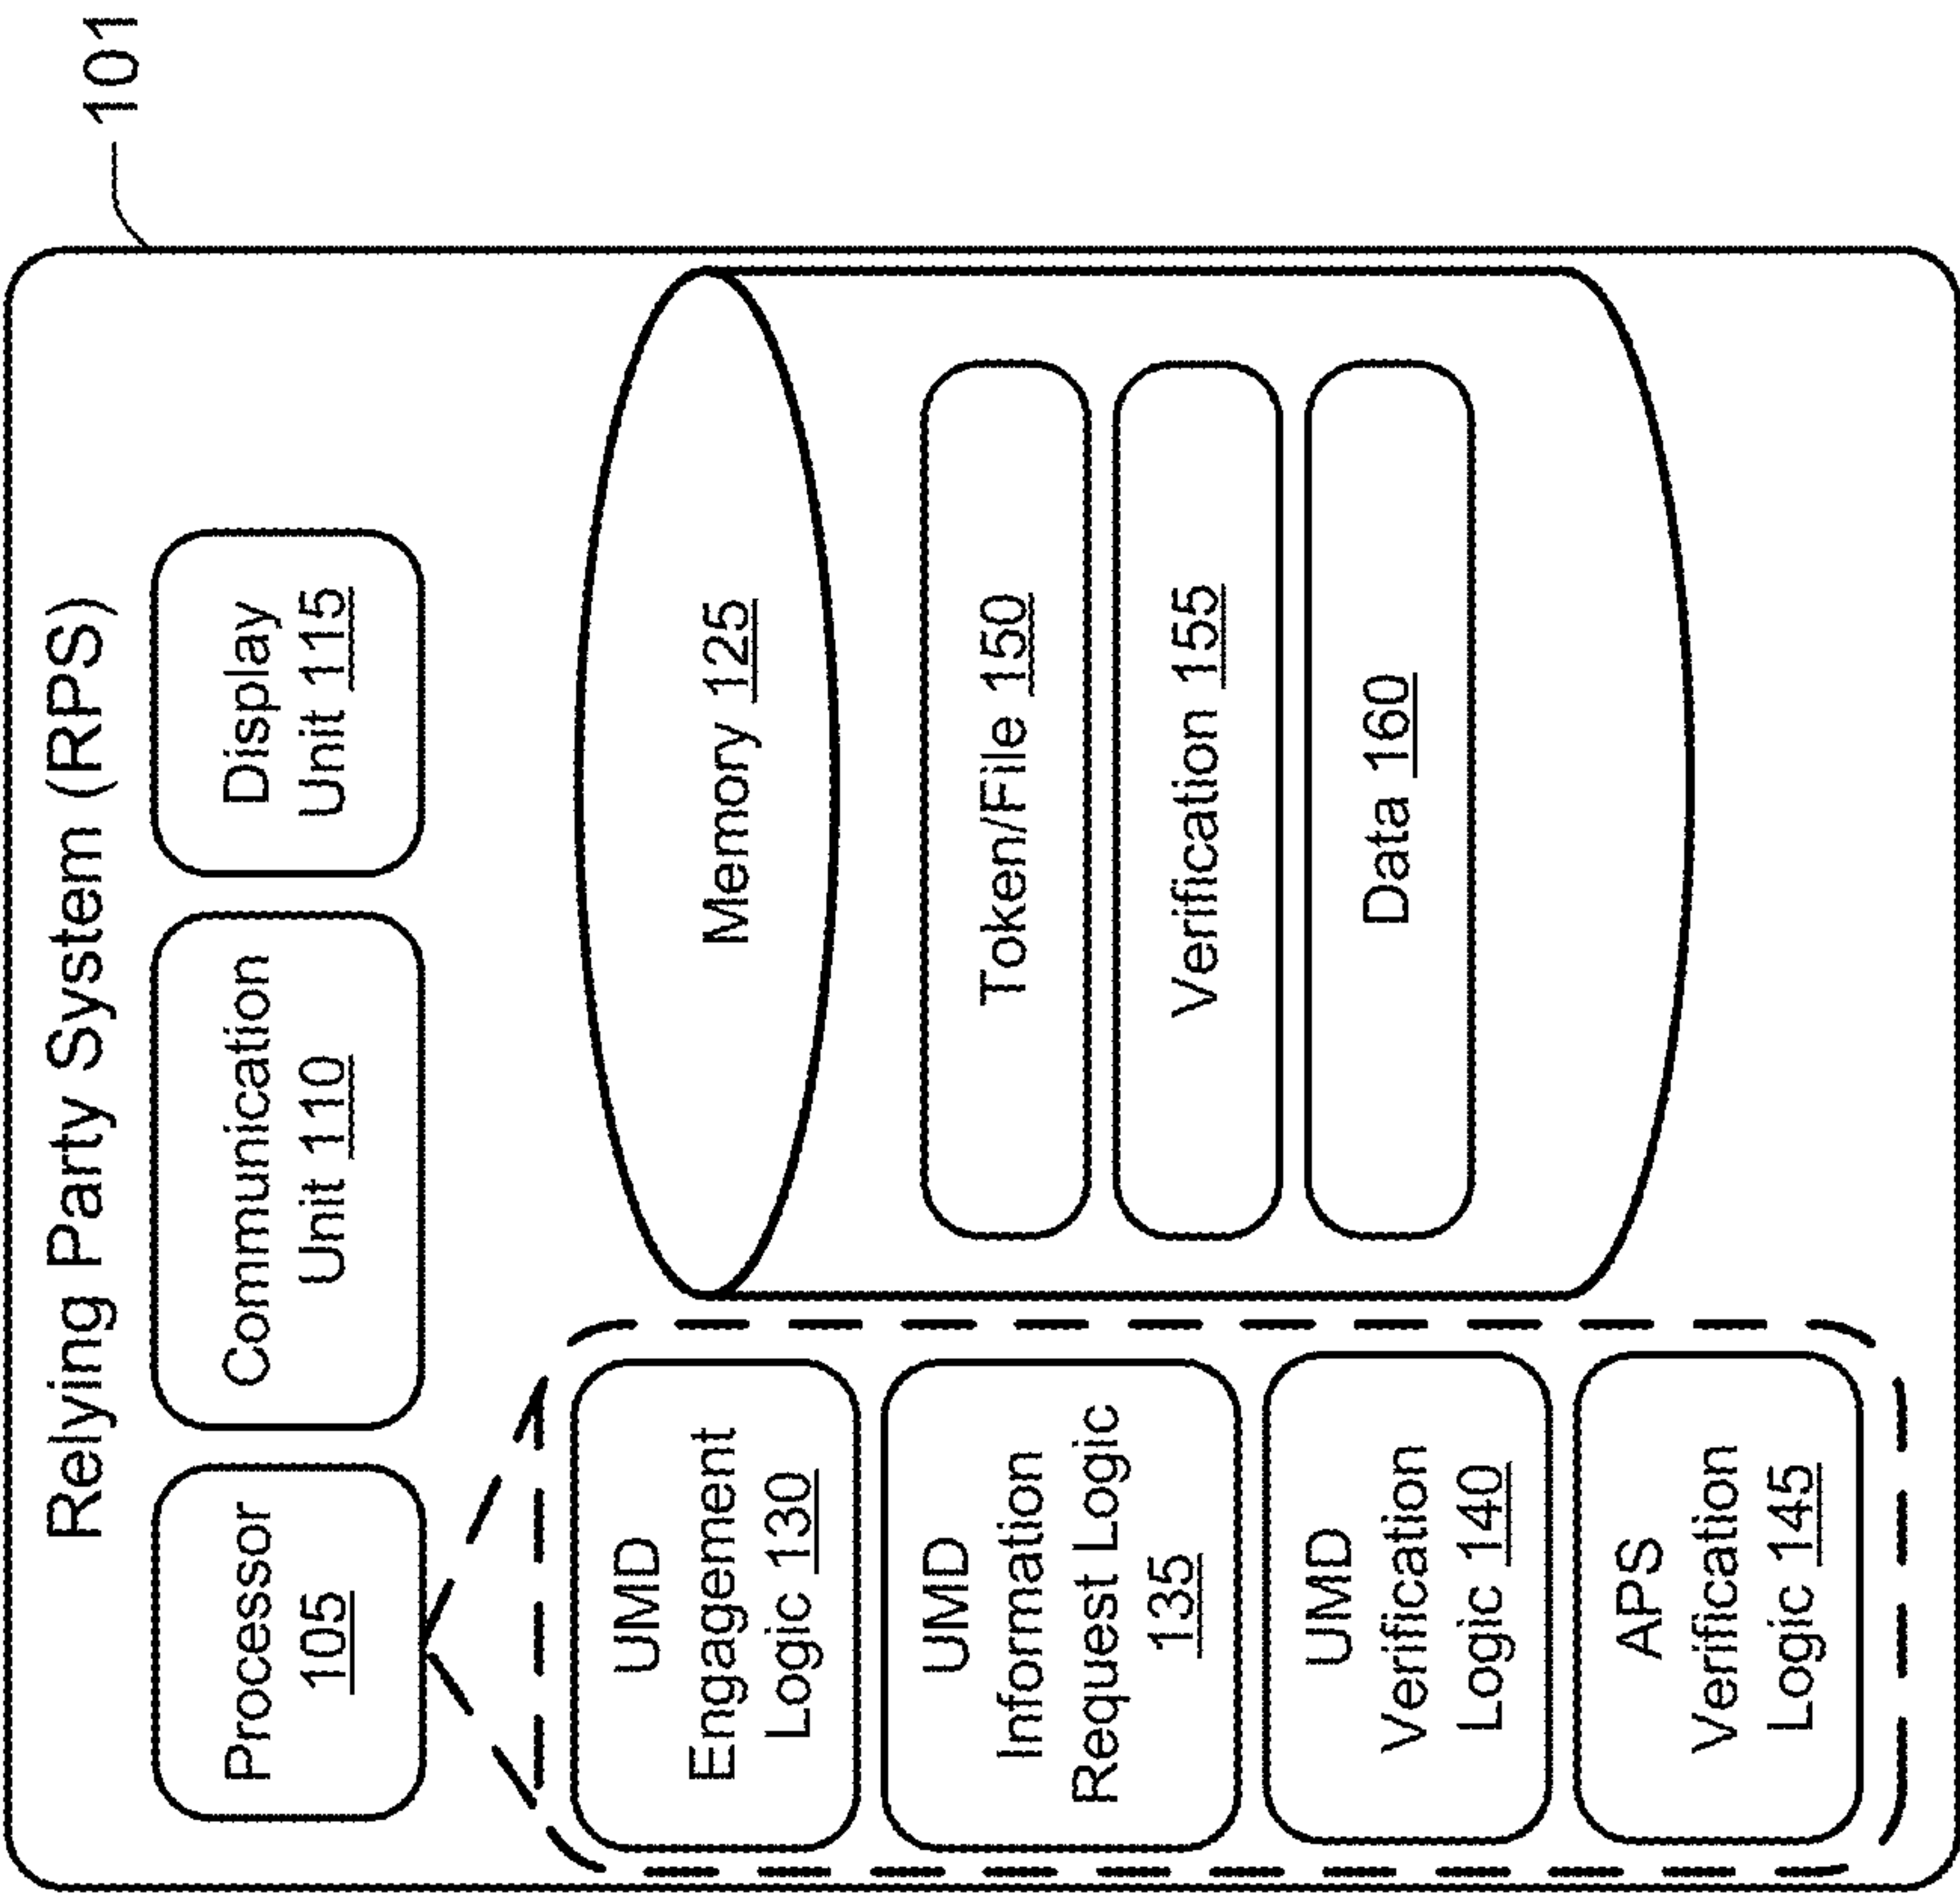 101
Relying Party System (RPS)
Processor
105
Communication
Unit 110
Display
Unit 115
UMD
Engagement
Logic 130
UMD
Information
Request Logic
135
UMD
Verification
Logic 140
APS
Verification
Logic 145
Memory 125
Token/File 150
Verification 155
Data 160